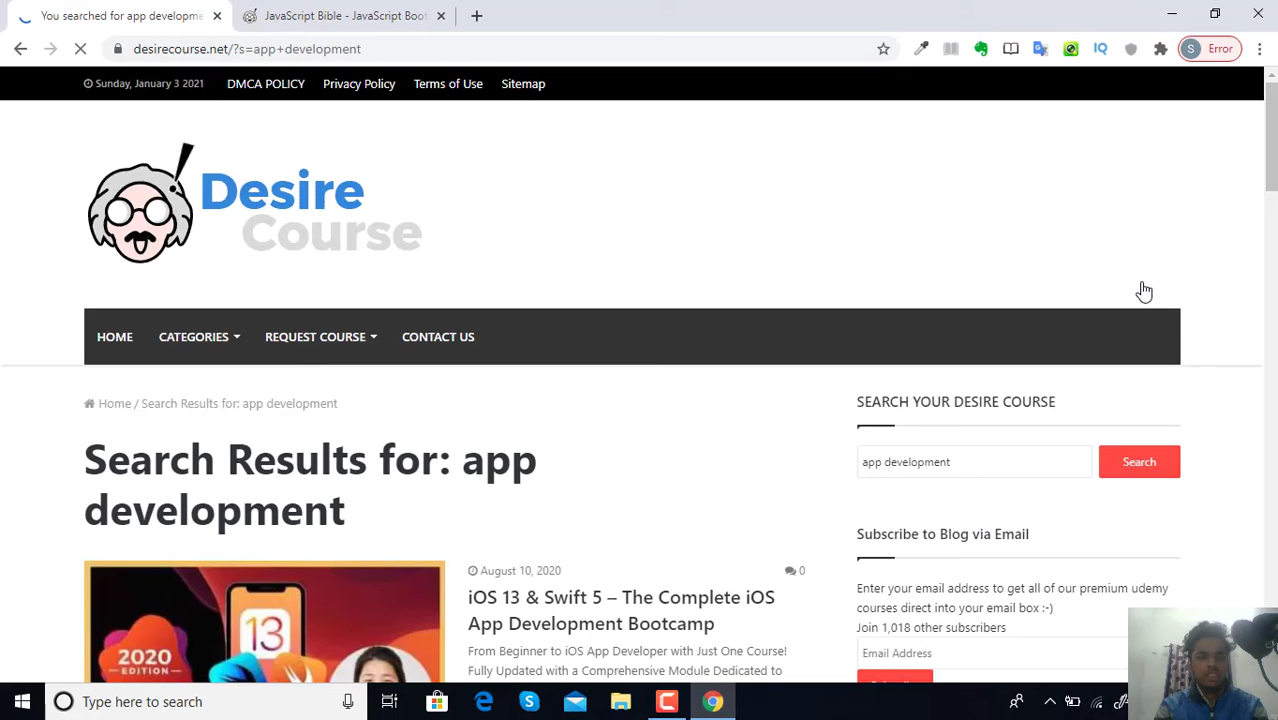 You searched for app developme
JavaScript Bible - JavaScript Boot
desirecourse.net/?s=app+development
IQ
S
Error
Sunday, January 3 2021
DMCA POLICY
Privacy Policy
Terms of Use
Sitemap
Desire
Course
HOME
CATEGORIES
REQUEST COURSE
CONTACT US
Home / Search Results for: app development
Search Results for: app
development
SEARCH YOUR DESIRE COURSE
app development
Search
Subscribe to Blog via Email
Enter your email address to get all of our premium udemy
courses direct into your email box :-)
Join 1,018 other subscribers
Email Address
August 10, 2020
0
iOS 13 & Swift 5 – The Complete iOS
App Development Bootcamp
From Beginner to iOS App Developer with Just One Course!
Fully Updated with a Comprehensive Module Dedicated to
13
2020
EDITION
Type here to search